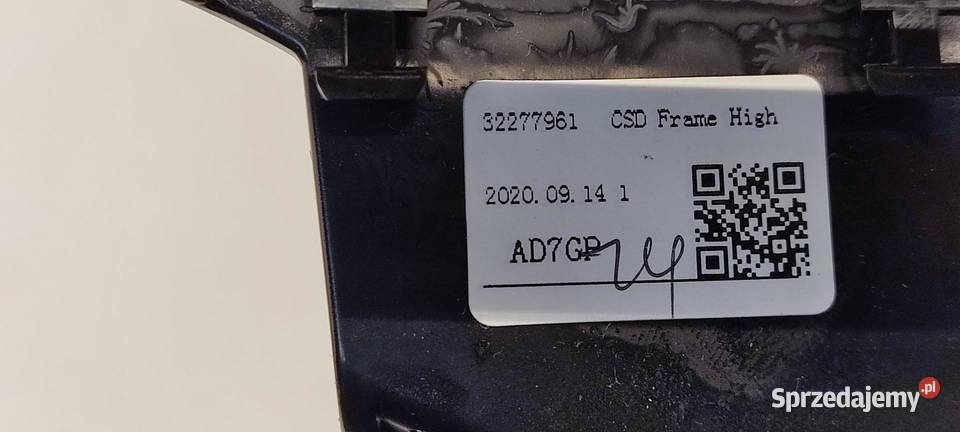 32277961 CSD Frame High
2020.09.14 1
AD7GP
Sprzedajemy.pl